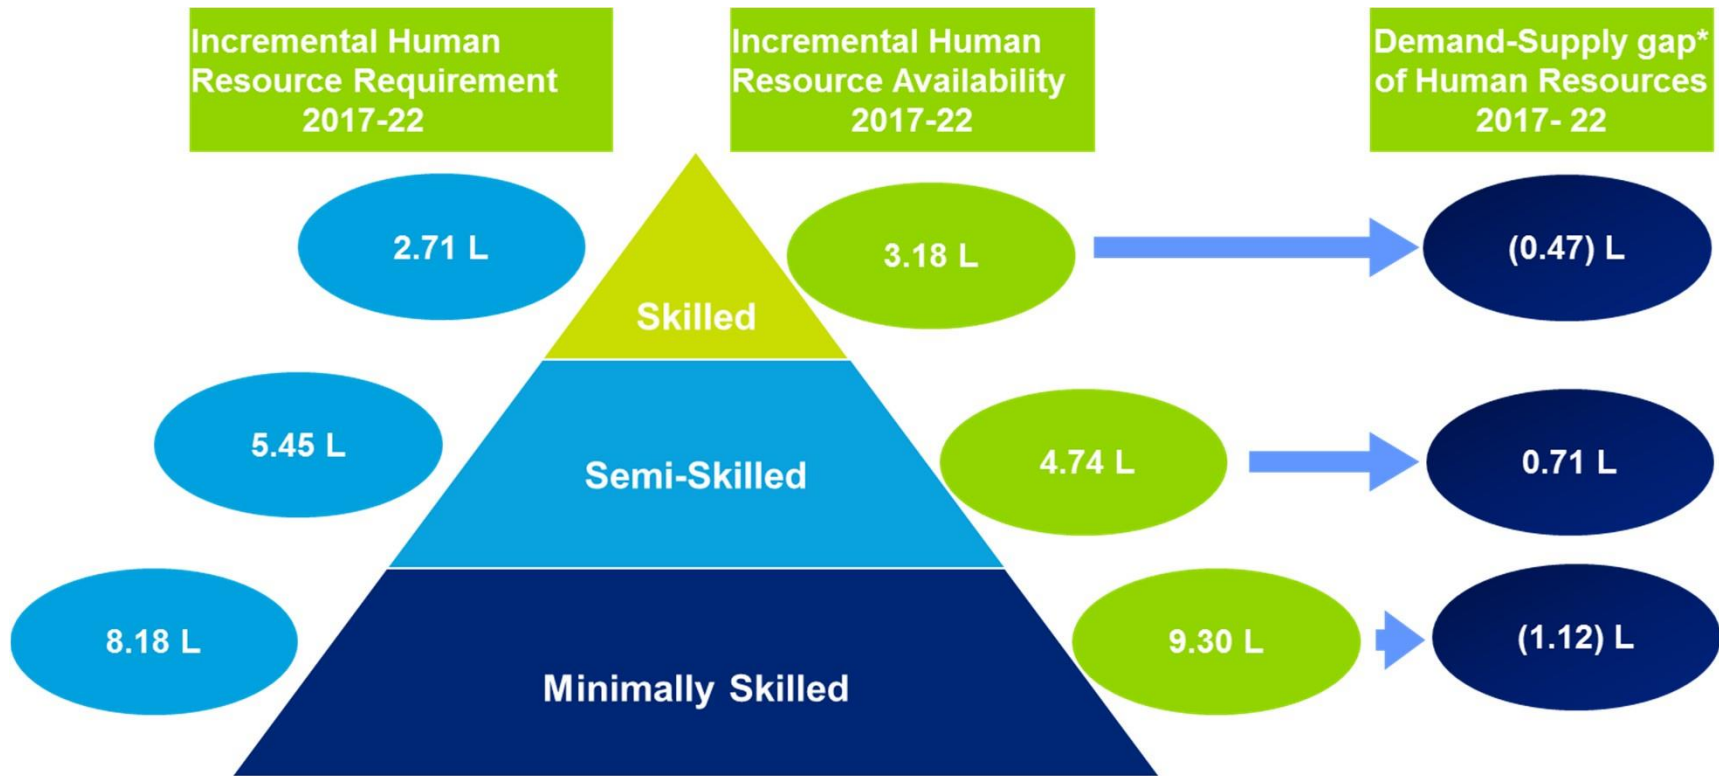 Incremental Human
Resource Requirement
2017-22
Incremental Human
Resource Availability
2017-22
Demand-Supply gap*
of Human Resources
2017- 22
2.71 L
Skilled
3.18 L
(0.47) L
5.45 L
Semi-Skilled
4.74 L
0.71 L
8.18 L
Minimally Skilled
9.30 L
(1.12) L